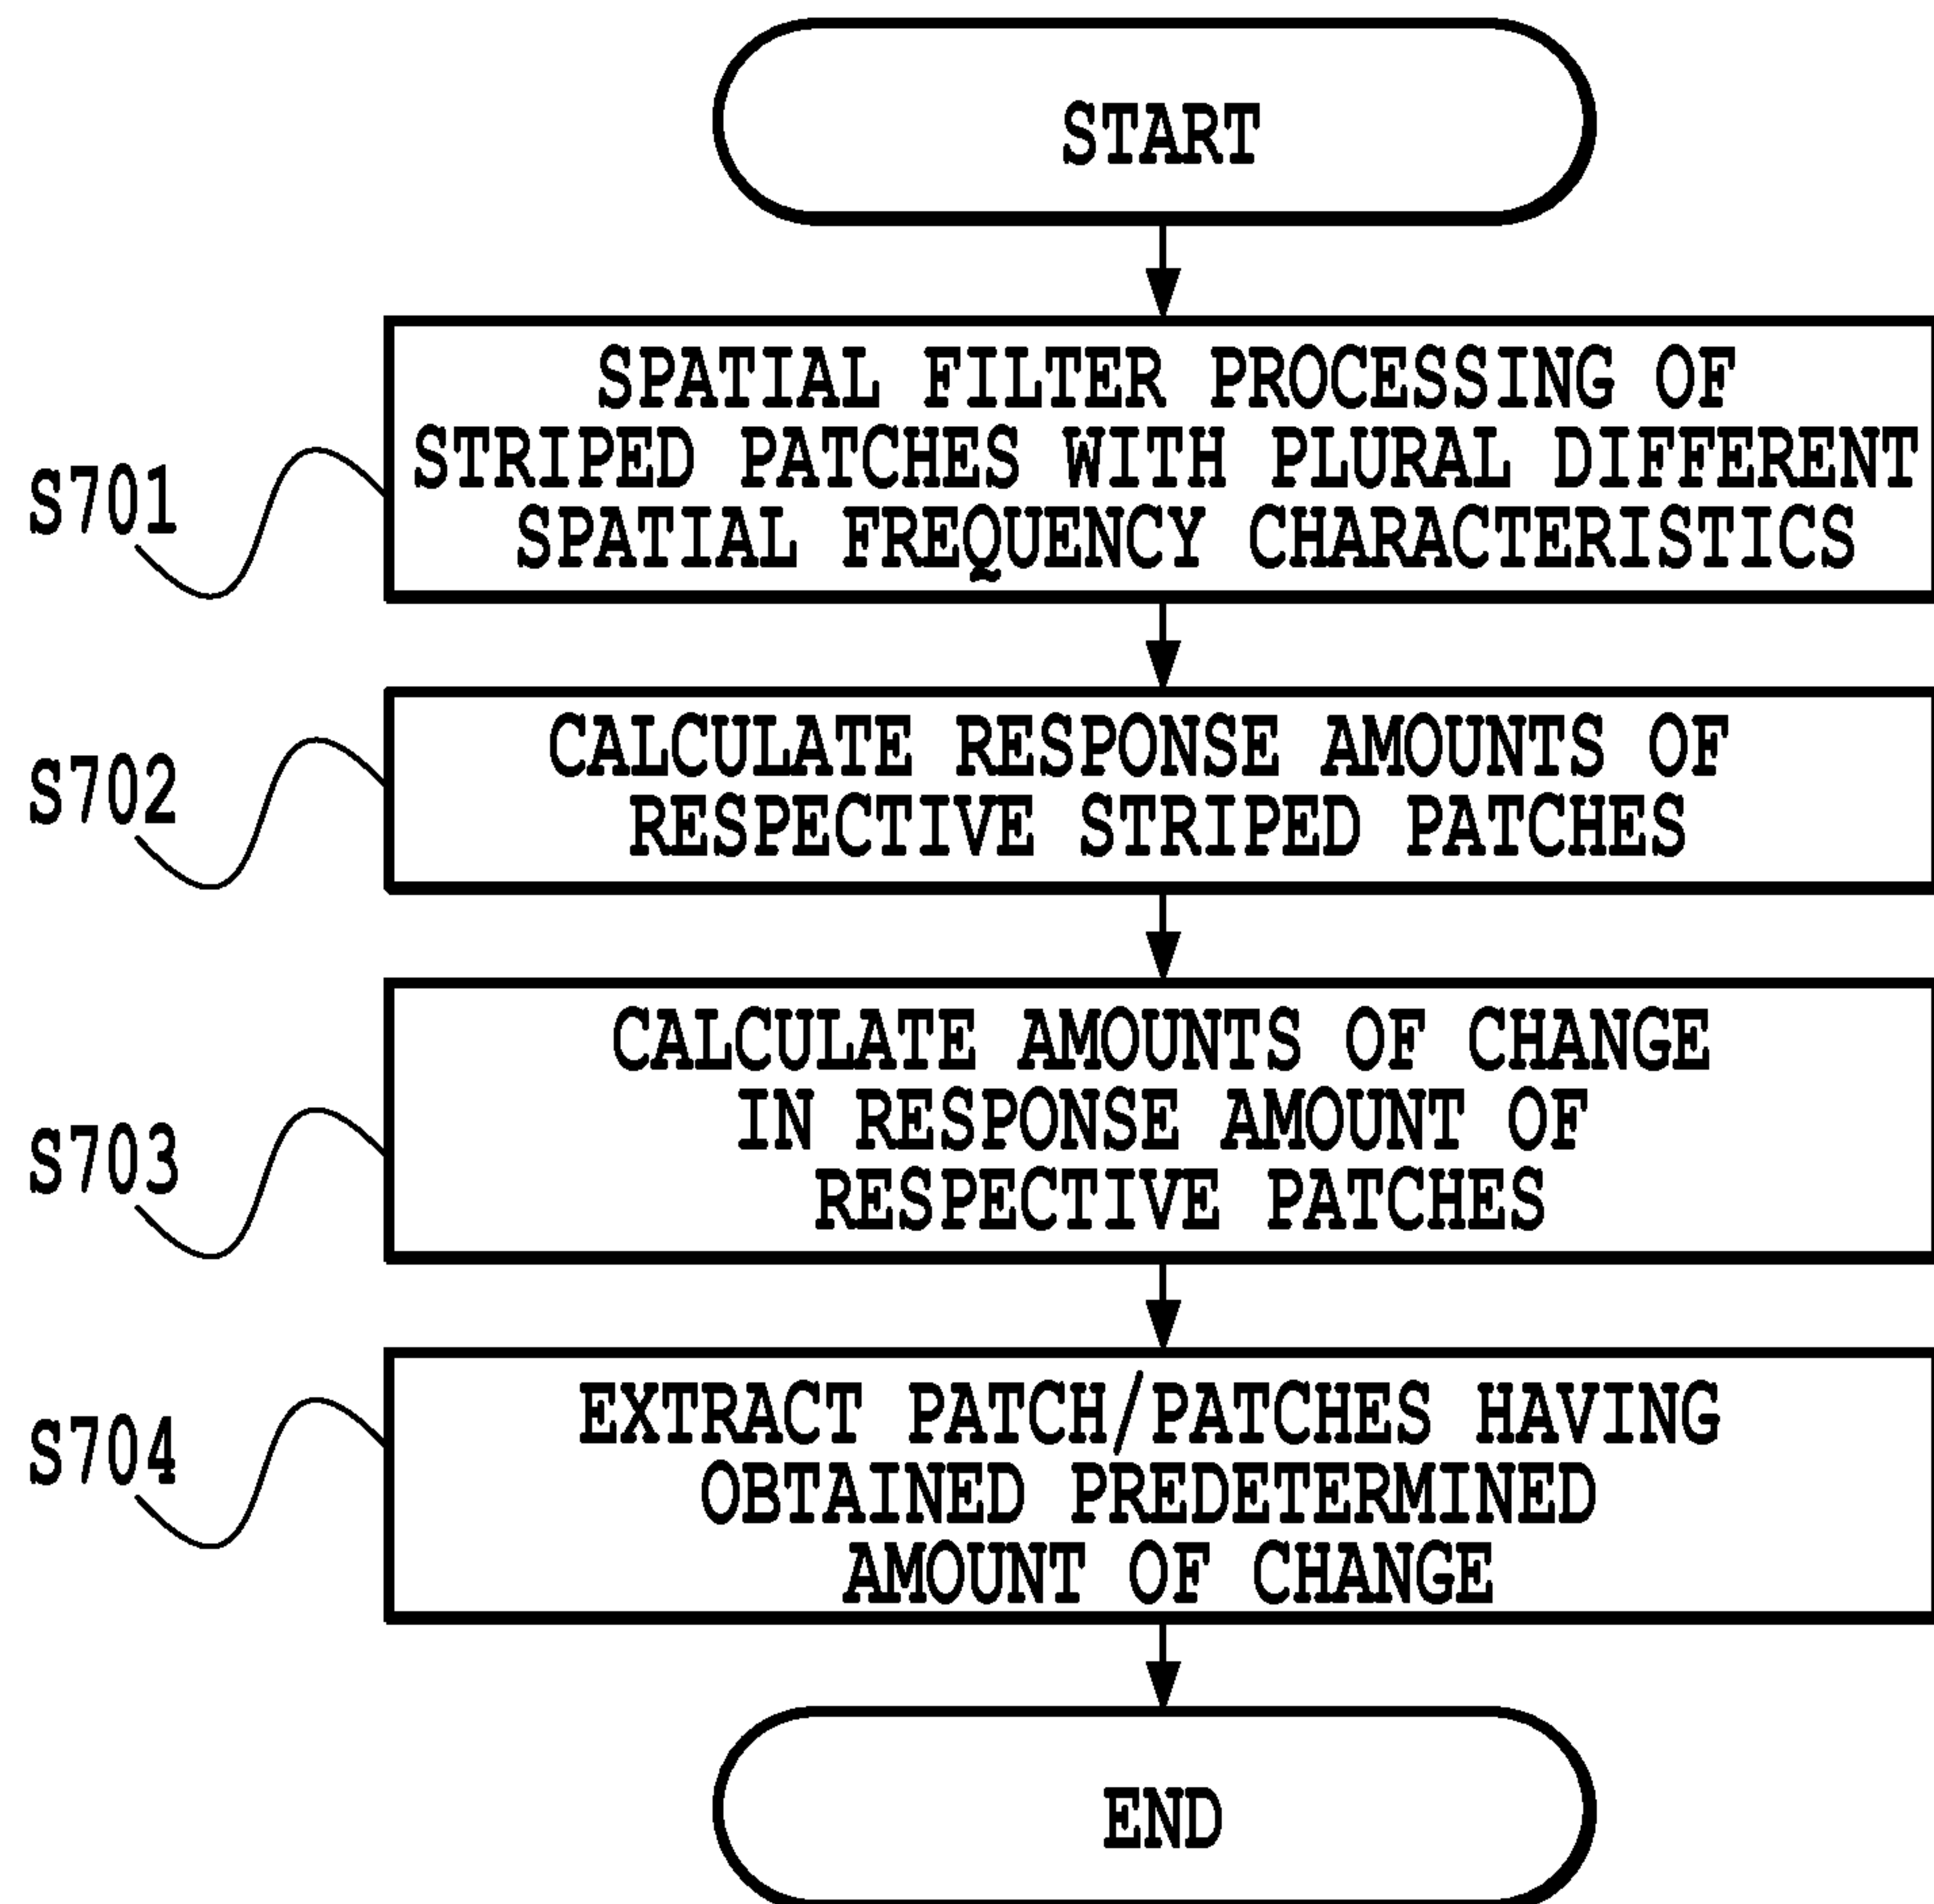 START
SPATIAL FILTER PROCESSING OF
STRIPED PATCHES WITH PLURAL DIFFERENT
SPATIAL FREQUENCY CHARACTERISTICS
S701
CALCULATE RESPONSE AMOUNTS OF
RESPECTIVE STRIPED PATCHES
S702
CALCULATE AMOUNTS OF CHANGE
IN RESPONSE AMOUNT OF
RESPECTIVE PATCHES
S703
EXTRACT PATCH/PATCHES HAVING
OBTAINED PREDETERMINED
AMOUNT OF CHANGE
S704
END